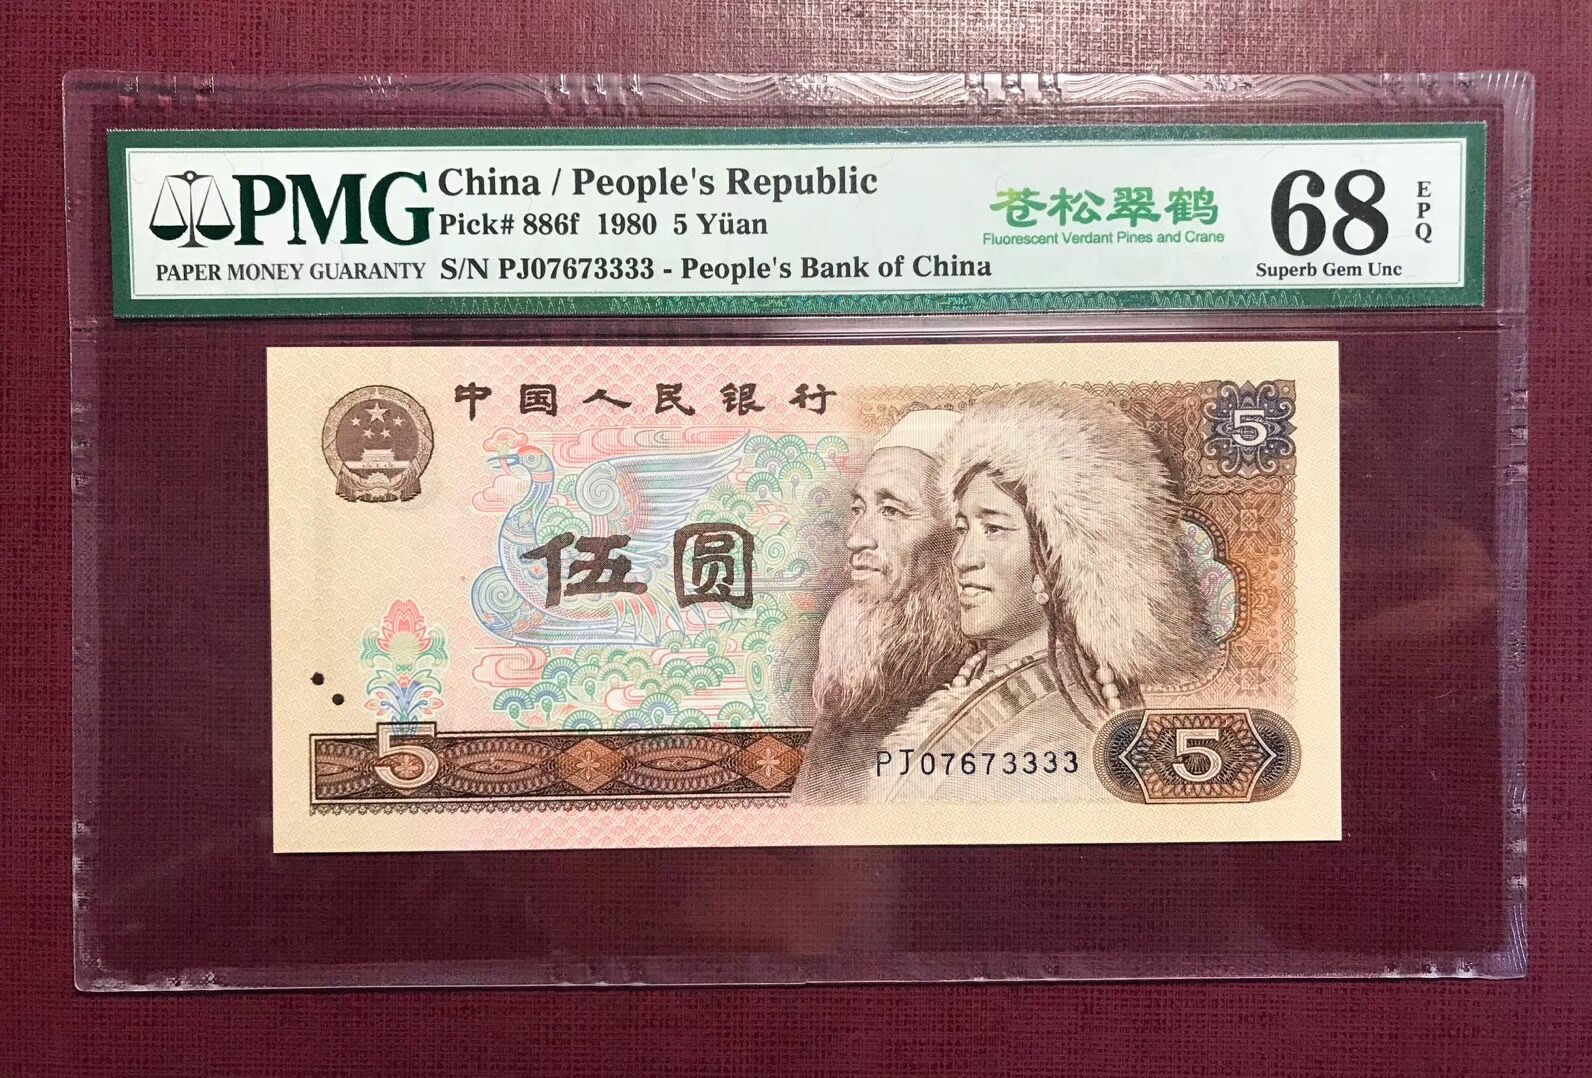 PMG
PAPER MONEY GUARANTY
China / People's Republic
Pick# 886f 1980 5 Yüan
S/N PJ07673333 - People's Bank of China
苍松翠鹤
Fluorescent Verdant Pines and Crane
68
EPQ
Superb Gem Unc
中国人民银行
5
伍圆
5
PJ07673333
5